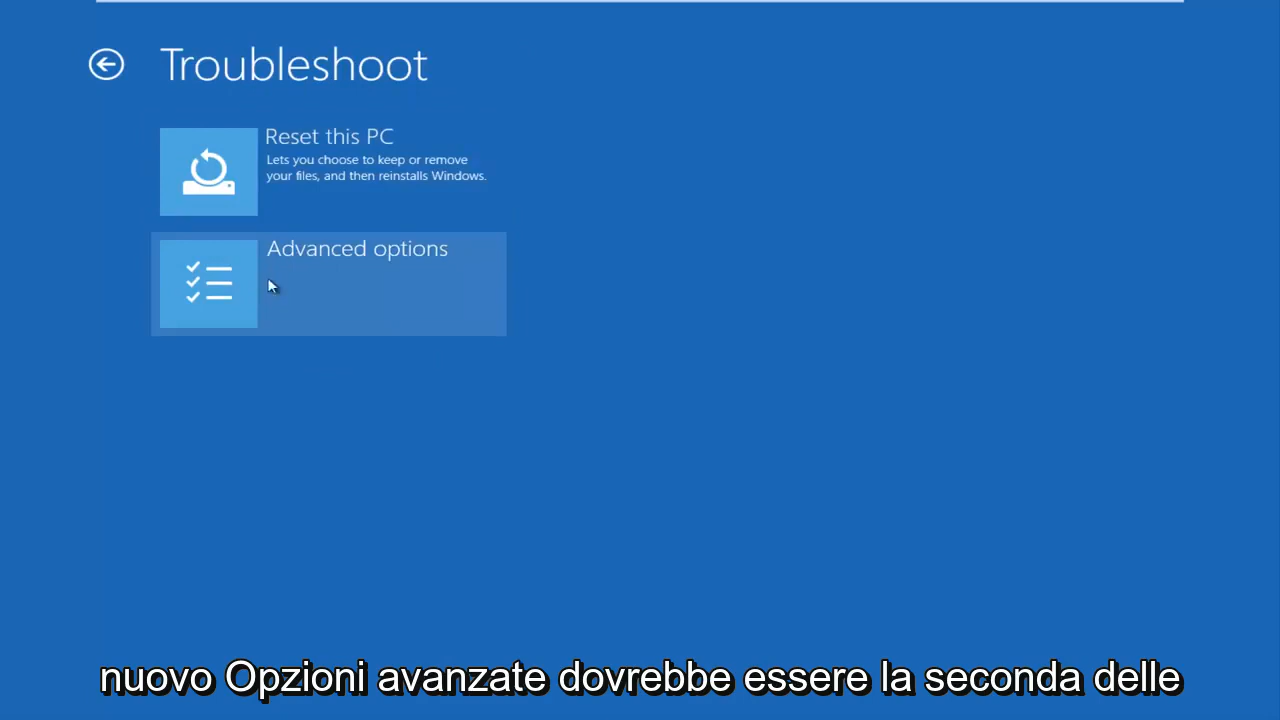 Troubleshoot
Reset this PC
Lets you choose to keep or remove
your files, and then reinstalls Windows.
Advanced options
nuovo Opzioni avanzate dovrebbe essere la seconda delle